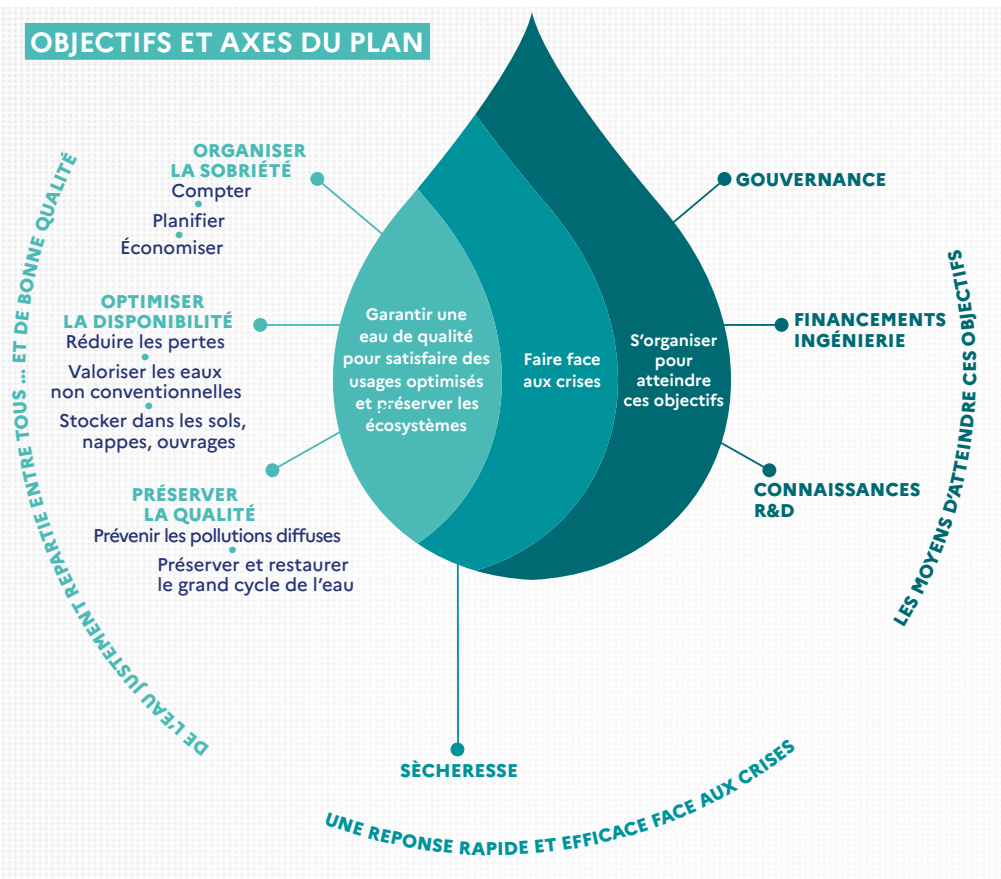 OBJECTIFS ET AXES DU PLAN
ORGANISER
LA SOBRIÉTÉ
Compter
Planifier
Économiser
OPTIMISER
LA DISPONIBILITÉ
Réduire les pertes
Valoriser les eaux
non conventionnelles
Stocker dans les sols,
nappes, ouvrages
PRÉSERVER
LA QUALITÉ
Prévenir les pollutions diffuses
Préserver et restaurer
le grand cycle de l'eau
DE L'EAU JUSTEMENT REPARTIE ENTRE TOUS ... ET DE BONNE QUALITÉ
Garantir une
eau de qualité
pour satisfaire des
usages optimisés
et préserver les
écosystèmes
Faire face
aux crises
S'organiser
pour
atteindre
ces objectifs
GOUVERNANCE
FINANCEMENTS
INGÉNIERIE
CONNAISSANCES
R&D
LES MOYENS D'ATTEINDRE CES OBJECTIFS
SÈCHERESSE
UNE REPONSE RAPIDE ET EFFICACE FACE AUX CRISES